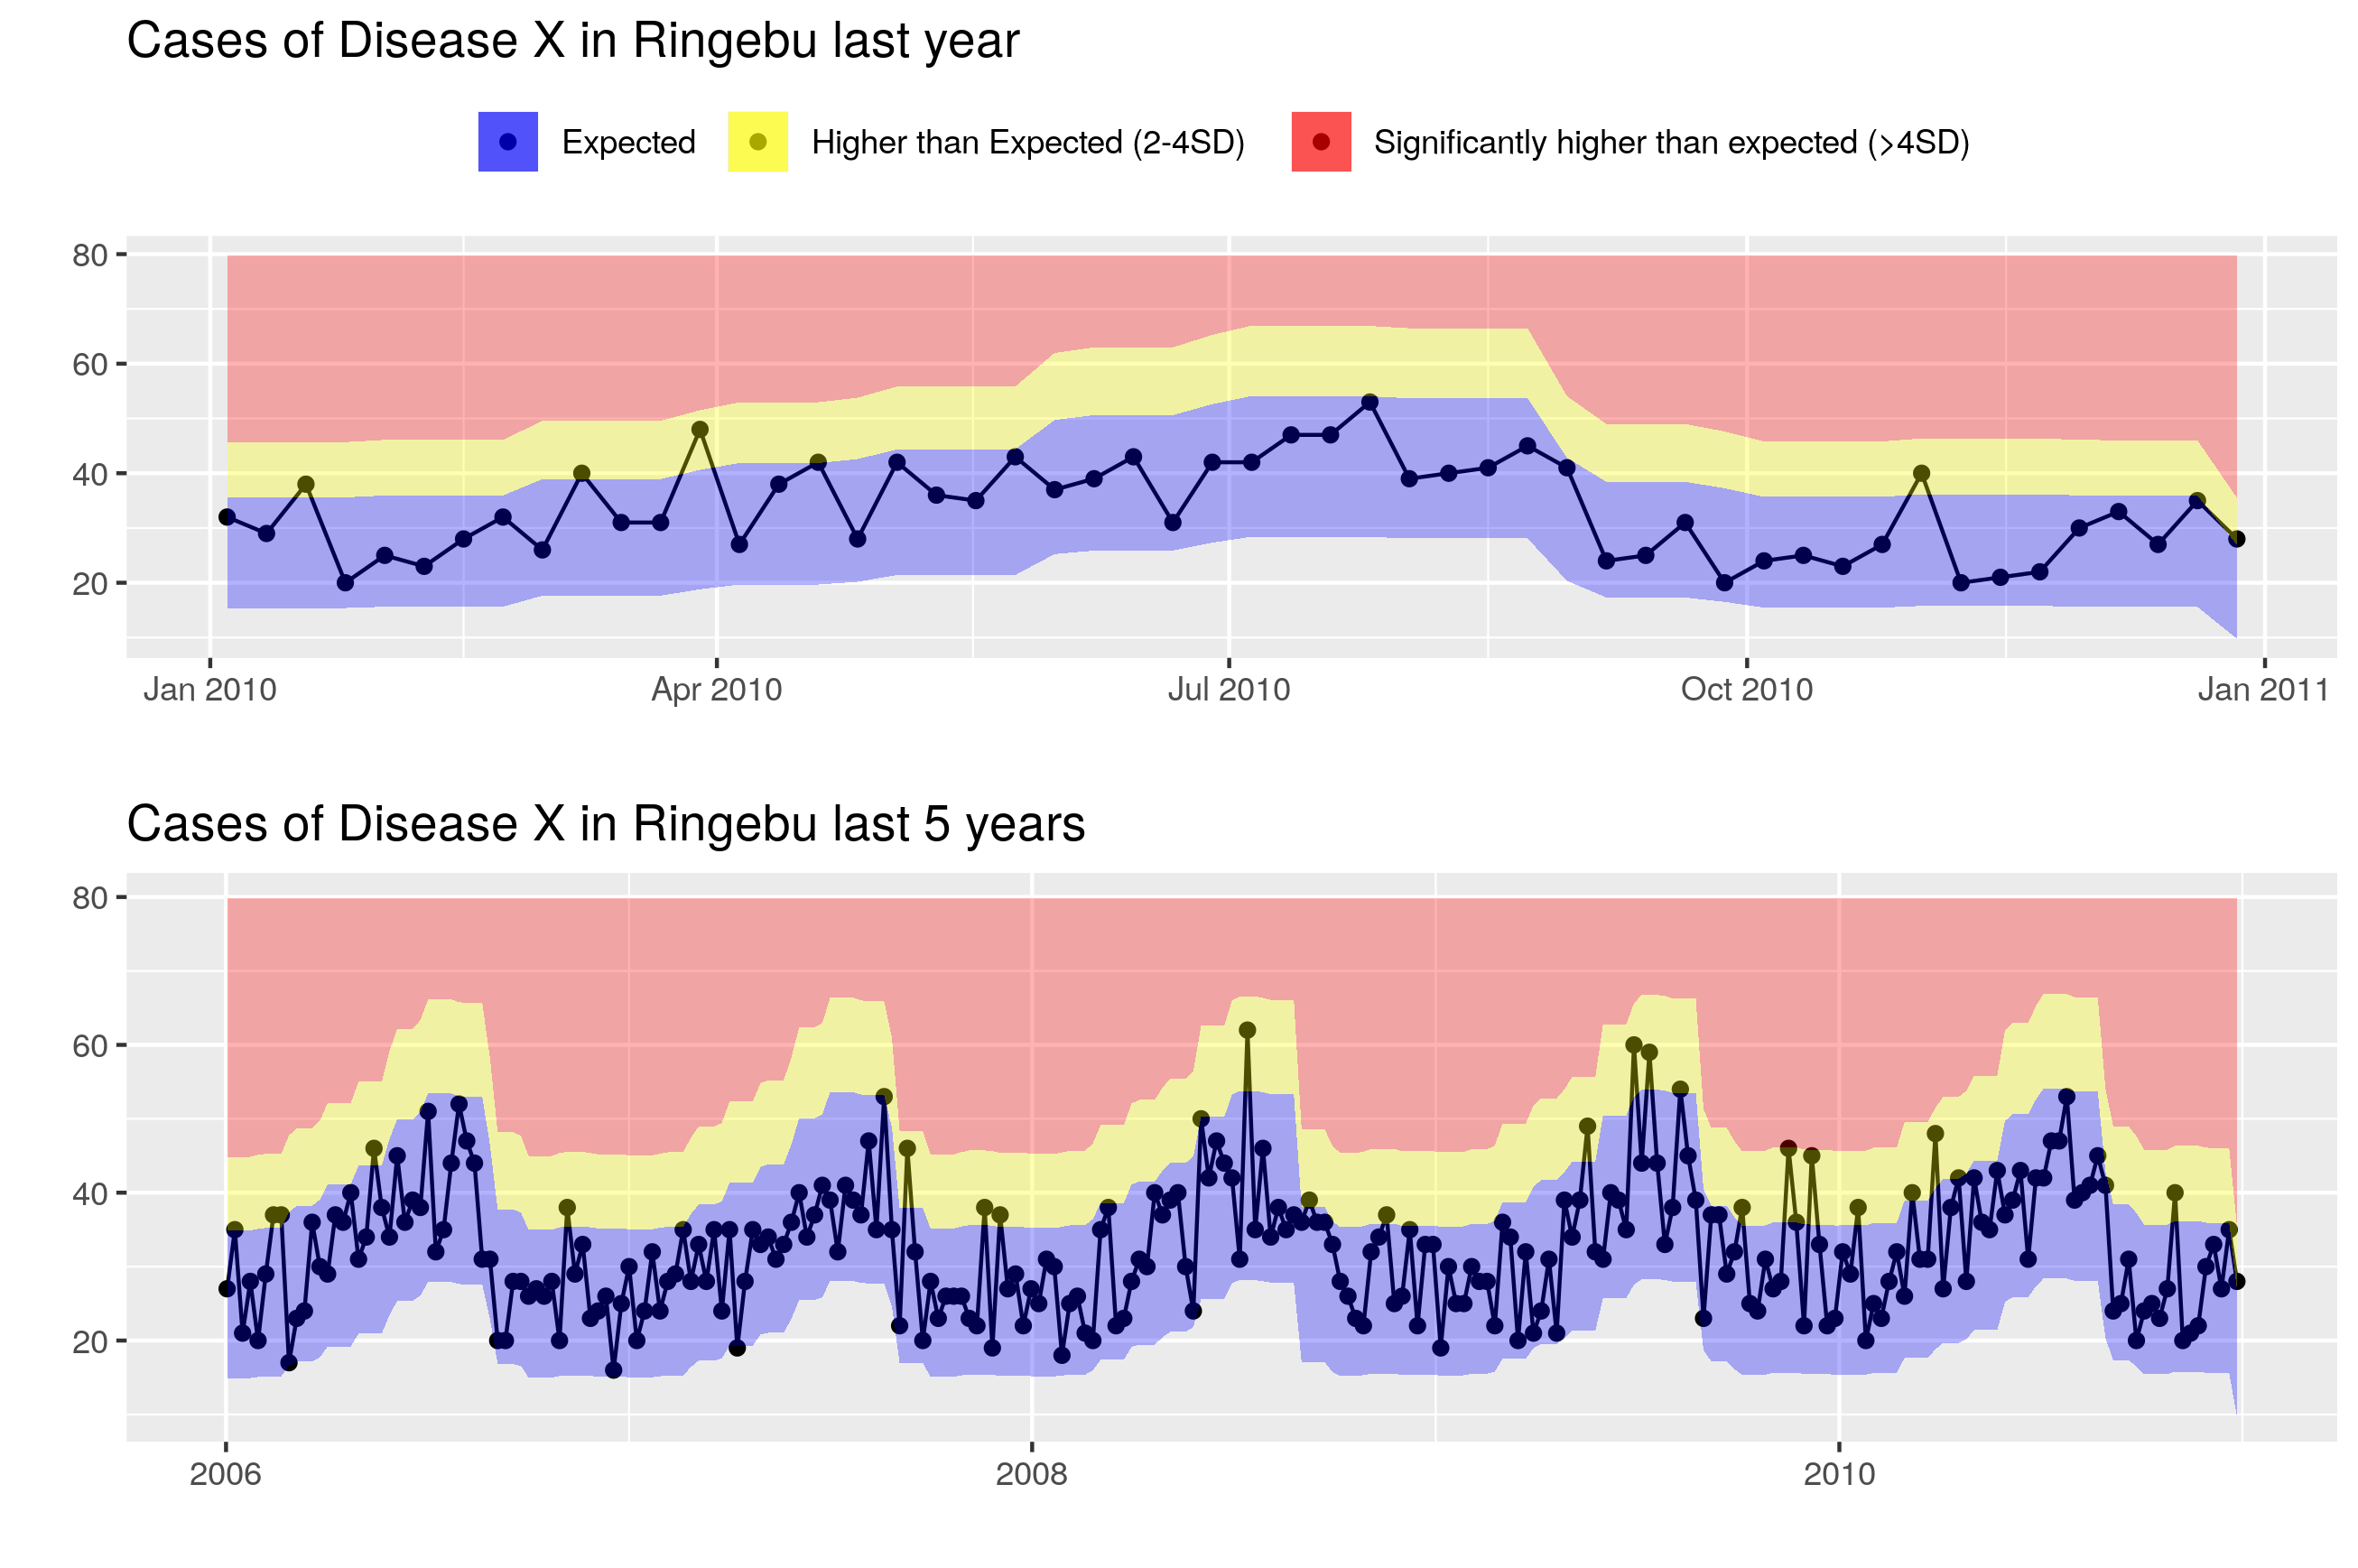 Cases of Disease X in Ringebu last year
Expected Higher than Expected (2-4SD) Significantly higher than expected (>4SD)
80
60
40
20
Jan 2010 Apr 2010 Jul 2010 Oct 2010 Jan 2011
Cases of Disease X in Ringebu last 5 years
80
60
40
20
2006 2008 2010